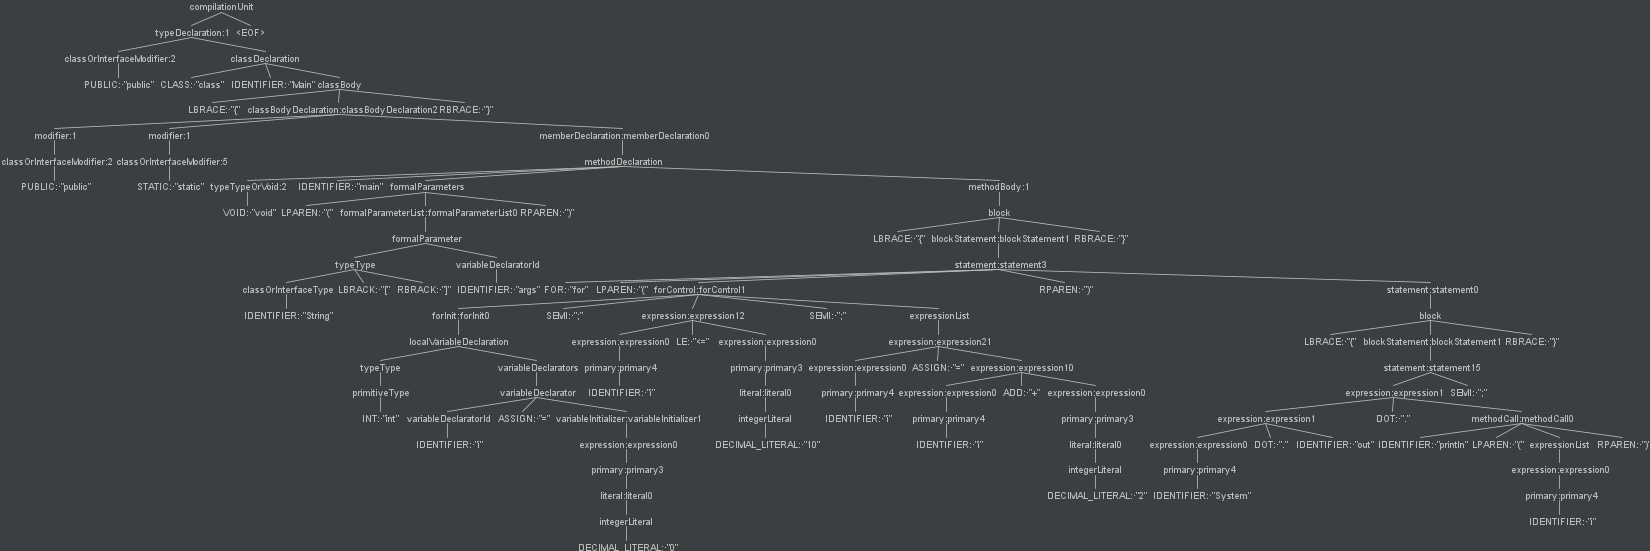 compilationUnit
typeDeclaration:1 <EOF>
classOrInterfaceModifier:2 classDeclaration
PUBLIC:-"public" CLASS:-"class" IDENTIFIER:-"Main" classBody
LBRACE:-"{" classBodyDeclaration:classBodyDeclaration2 RBRACE:-"}"
modifier:1 modifier:1 memberDeclaration:memberDeclaration0
classOrInterfaceModifier:2 classOrInterfaceModifier:5 methodDeclaration
PUBLIC:-"public" STATIC:-"static" typeTypeOrVoid:2 IDENTIFIER:-"main" formalParameters methodBody:1
VOID:-"void" LPAREN:-"(" formalParameterList:formalParameterList0 RPAREN:-")" block
formalParameter LBRACE:-"{" blockStatement:blockStatement1 RBRACE:-"}"
typeType variableDeclaratorId statement:statement3
classOrInterfaceType LBRACK:-"[" RBRACK:-"]" IDENTIFIER:-"args" FOR:-"for" LPAREN:-"(" forControl:forControl1 RPAREN:-")" statement:statement0
IDENTIFIER:-"String" forInit:forInit0 SEMI:-";" expression:expression12 SEMI:-";" expressionList block
localVariableDeclaration expression:expression0 LE:-"<=" expression:expression0 expression:expression21 LBRACE:-"{" blockStatement:blockStatement1 RBRACE:-"}"
typeType variableDeclarators primary:primary4 primary:primary3 expression:expression0 ASSIGN:-"=" expression:expression10 statement:statement15
primitiveType variableDeclarator IDENTIFIER:-"i" literal:literal0 primary:primary4 expression:expression0 ADD:-"+" expression:expression0 expression:expression1 SEMI:-";"
INT:-"int" variableDeclaratorId ASSIGN:-"=" variableInitializer:variableInitializer1 integerLiteral IDENTIFIER:-"i" primary:primary4 primary:primary3 expression:expression1 DOT:-"." methodCall:methodCall0
IDENTIFIER:-"i" expression:expression0 DECIMAL_LITERAL:-"10" IDENTIFIER:-"i" literal:literal0 expression:expression0 DOT:-"." IDENTIFIER:-"out" IDENTIFIER:-"println" LPAREN:-"(" expressionList RPAREN:-")"
primary:primary3 integerLiteral primary:primary4 expression:expression0
literal:literal0 DECIMAL_LITERAL:-"2" IDENTIFIER:-"System" primary:primary4
integerLiteral IDENTIFIER:-"i"
DECIMAL_LITERAL:-"0"